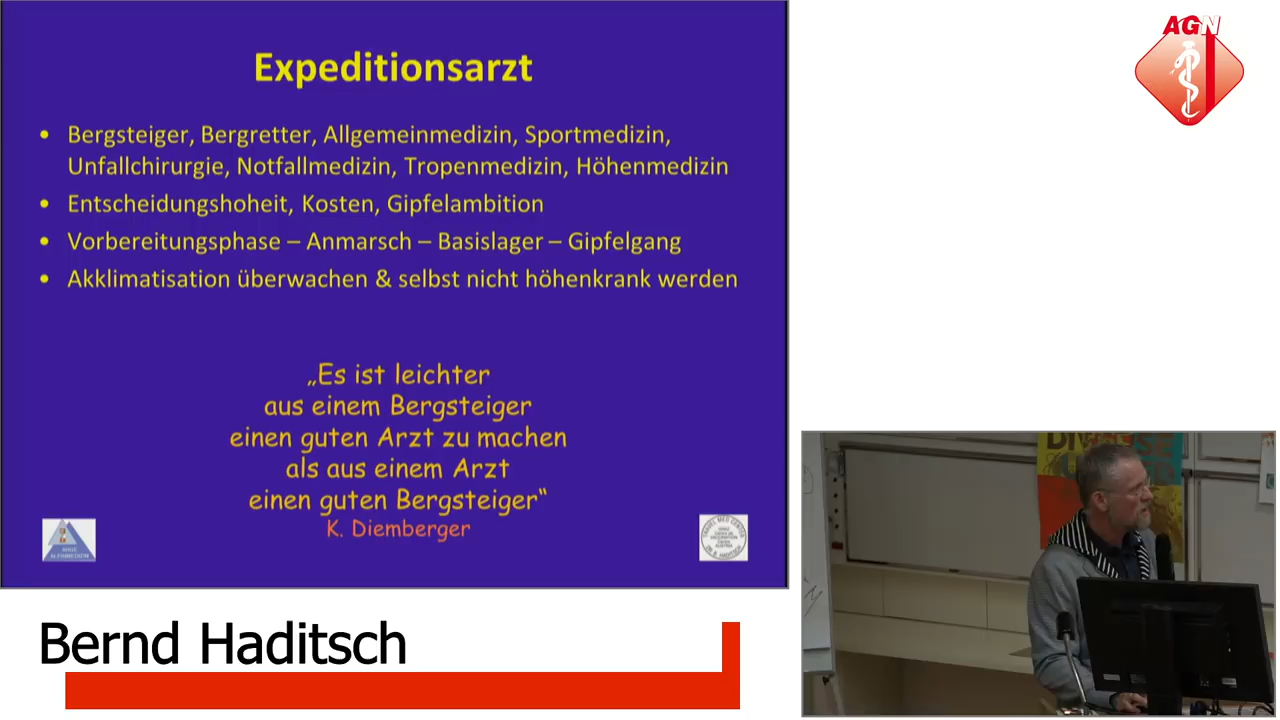 Expeditionsarzt
• Bergsteiger, Bergretter, Allgemeinmedizin, Sportmedizin,
Unfallchirurgie, Notfallmedizin, Tropenmedizin, Höhenmedizin
• Entscheidungshoheit, Kosten, Gipfelambition
• Vorbereitungsphase – Anmarsch – Basislager – Gipfelgang
• Akklimatisation überwachen & selbst nicht höhenkrank werden
„Es ist leichter
aus einem Bergsteiger
einen guten Arzt zu machen
als aus einem Arzt
einen guten Bergsteiger“
K. Diemberger
Bernd Haditsch
AGN